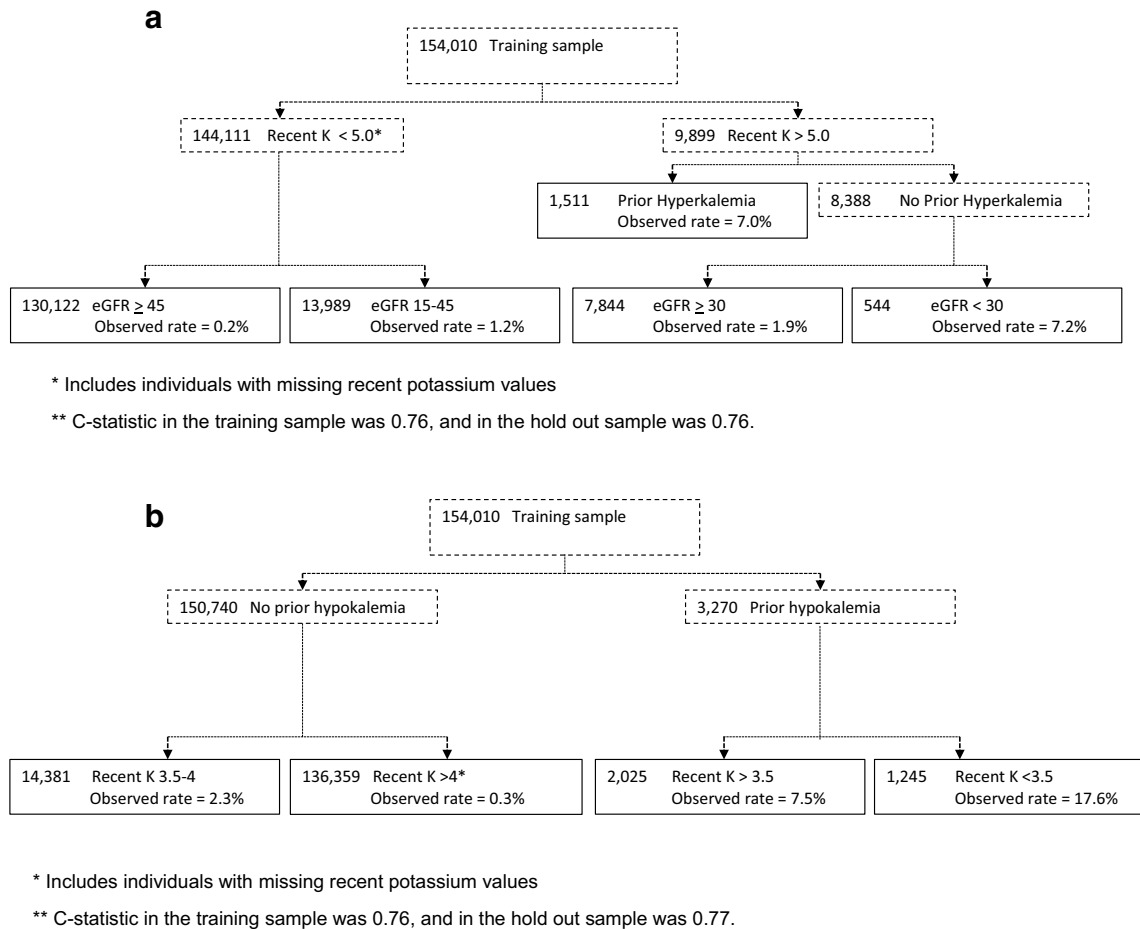 a
154,010 Training sample
144,111 Recent K < 5.0*
9,899 Recent K > 5.0
1,511 Prior Hyperkalemia
Observed rate = 7.0%
8,388 No Prior Hyperkalemia
130,122 eGFR ≥ 45
Observed rate = 0.2%
13,989 eGFR 15-45
Observed rate = 1.2%
7,844 eGFR ≥ 30
Observed rate = 1.9%
544 eGFR < 30
Observed rate = 7.2%
* Includes individuals with missing recent potassium values
** C-statistic in the training sample was 0.76, and in the hold out sample was 0.76.
b
154,010 Training sample
150,740 No prior hypokalemia
3,270 Prior hypokalemia
14,381 Recent K 3.5-4
Observed rate = 2.3%
136,359 Recent K >4*
Observed rate = 0.3%
2,025 Recent K > 3.5
Observed rate = 7.5%
1,245 Recent K <3.5
Observed rate = 17.6%
* Includes individuals with missing recent potassium values
** C-statistic in the training sample was 0.76, and in the hold out sample was 0.77.